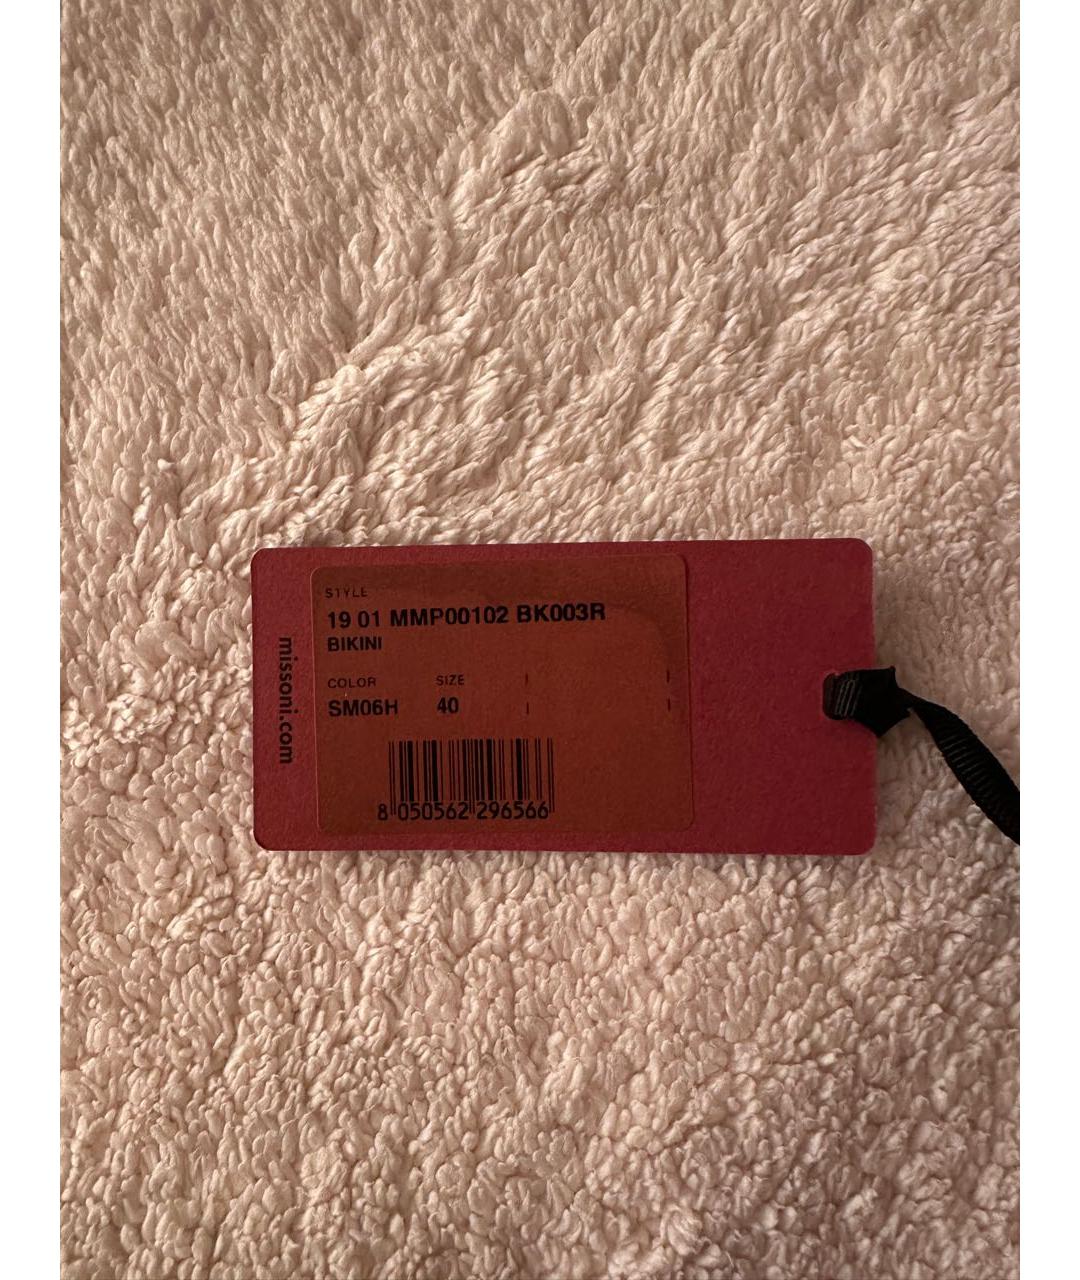 STYLE
19 01 MMP00102 BK003R
BIKINI
COLOR SIZE
SM06H 40
8 050562 296566
missoni.com